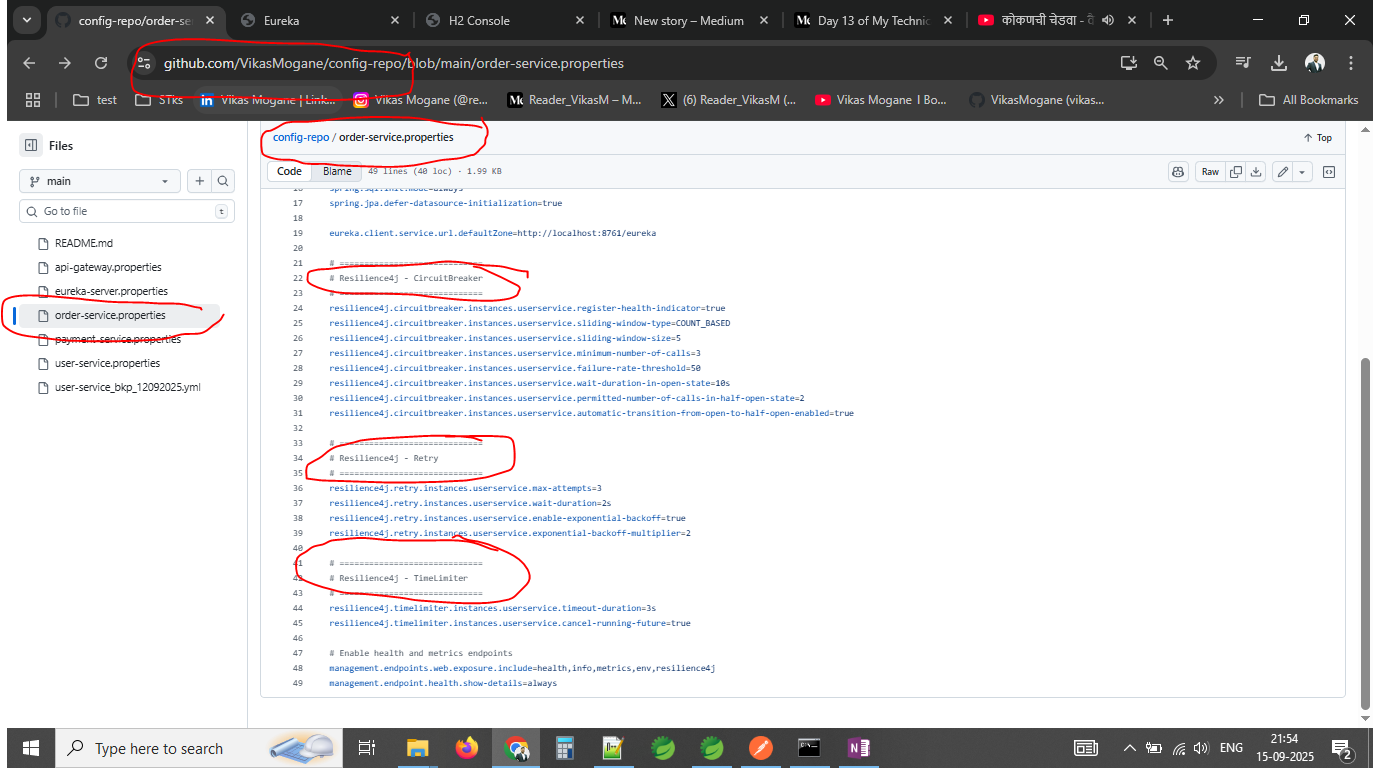 config-repo/order-ser
Eureka
H2 Console
New story – Medium
Day 13 of My Technic
कोकणची चेडवा - वै
github.com/VikasMogane/config-repo/blob/main/order-service.properties
test
STks
Vikas Mogane | Link...
Vikas Mogane (@re...
Reader_VikasM – M...
(6) Reader_VikasM (...
Vikas Mogane I Bo...
VikasMogane (vikas...
»
All Bookmarks
Files
config-repo / order-service.properties
Top
main
Code
Blame
49 lines (40 loc) · 1.99 KB
Raw
Go to file
t
README.md
api-gateway.properties
eureka-server.properties
order-service.properties
payment-service.properties
user-service.properties
user-service_bkp_12092025.yml
16 spring.sql.init.mode=always
17 spring.jpa.defer-datasource-initialization=true
18
19 eureka.client.service.url.defaultZone=http://localhost:8761/eureka
20
21 # =============================
22 # Resilience4j - CircuitBreaker
23 # =============================
24 resilience4j.circuitbreaker.instances.userservice.register-health-indicator=true
25 resilience4j.circuitbreaker.instances.userservice.sliding-window-type=COUNT_BASED
26 resilience4j.circuitbreaker.instances.userservice.sliding-window-size=5
27 resilience4j.circuitbreaker.instances.userservice.minimum-number-of-calls=3
28 resilience4j.circuitbreaker.instances.userservice.failure-rate-threshold=50
29 resilience4j.circuitbreaker.instances.userservice.wait-duration-in-open-state=10s
30 resilience4j.circuitbreaker.instances.userservice.permitted-number-of-calls-in-half-open-state=2
31 resilience4j.circuitbreaker.instances.userservice.automatic-transition-from-open-to-half-open-enabled=true
32
33 # =============================
34 # Resilience4j - Retry
35 # =============================
36 resilience4j.retry.instances.userservice.max-attempts=3
37 resilience4j.retry.instances.userservice.wait-duration=2s
38 resilience4j.retry.instances.userservice.enable-exponential-backoff=true
39 resilience4j.retry.instances.userservice.exponential-backoff-multiplier=2
40
41 # =============================
42 # Resilience4j - TimeLimiter
43 # =============================
44 resilience4j.timelimiter.instances.userservice.timeout-duration=3s
45 resilience4j.timelimiter.instances.userservice.cancel-running-future=true
46
47 # Enable health and metrics endpoints
48 management.endpoints.web.exposure.include=health,info,metrics,env,resilience4j
49 management.endpoint.health.show-details=always
Type here to search
ENG
21:54
15-09-2025
2